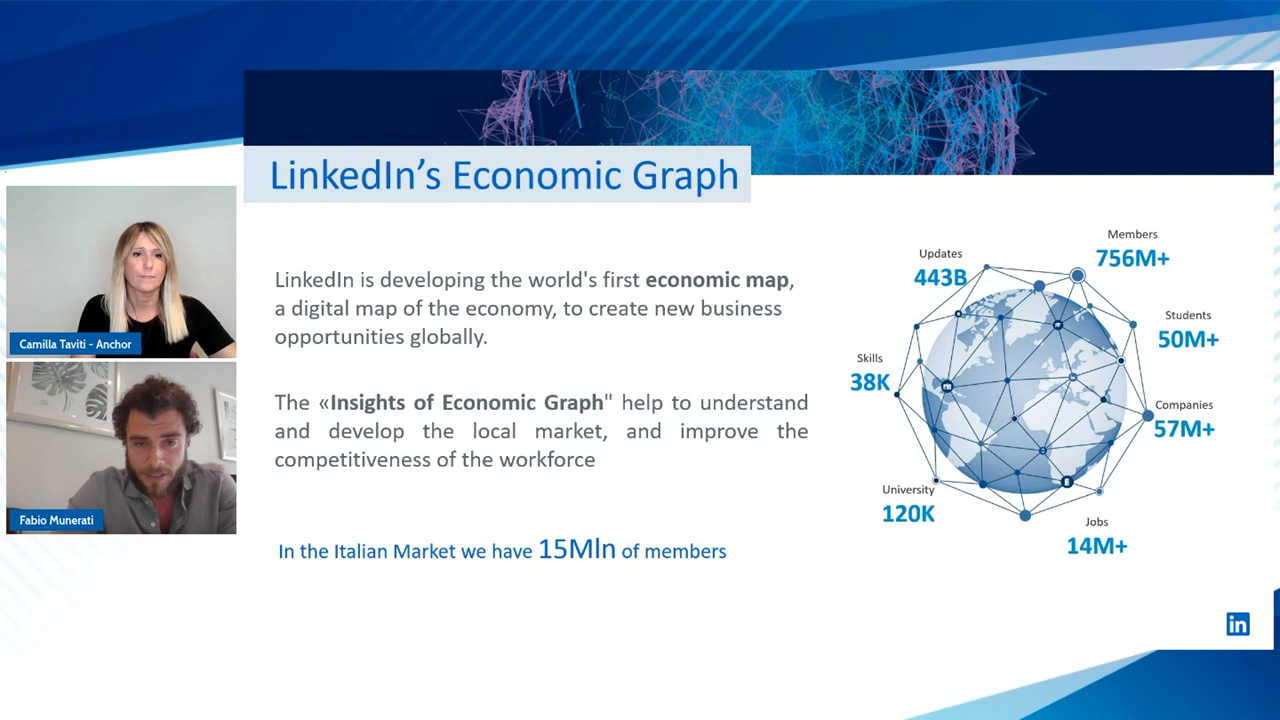 LinkedIn's Economic Graph
Camilla Taviti - Anchor
Fabio Munerati
LinkedIn is developing the world's first economic map,
a digital map of the economy, to create new business
opportunities globally.
The «Insights of Economic Graph" help to understand
and develop the local market, and improve the
competitiveness of the workforce
In the Italian Market we have 15Mln of members
Members
756M+
Updates
443B
Students
50M+
Skills
38K
Companies
57M+
University
120K
Jobs
14M+
in